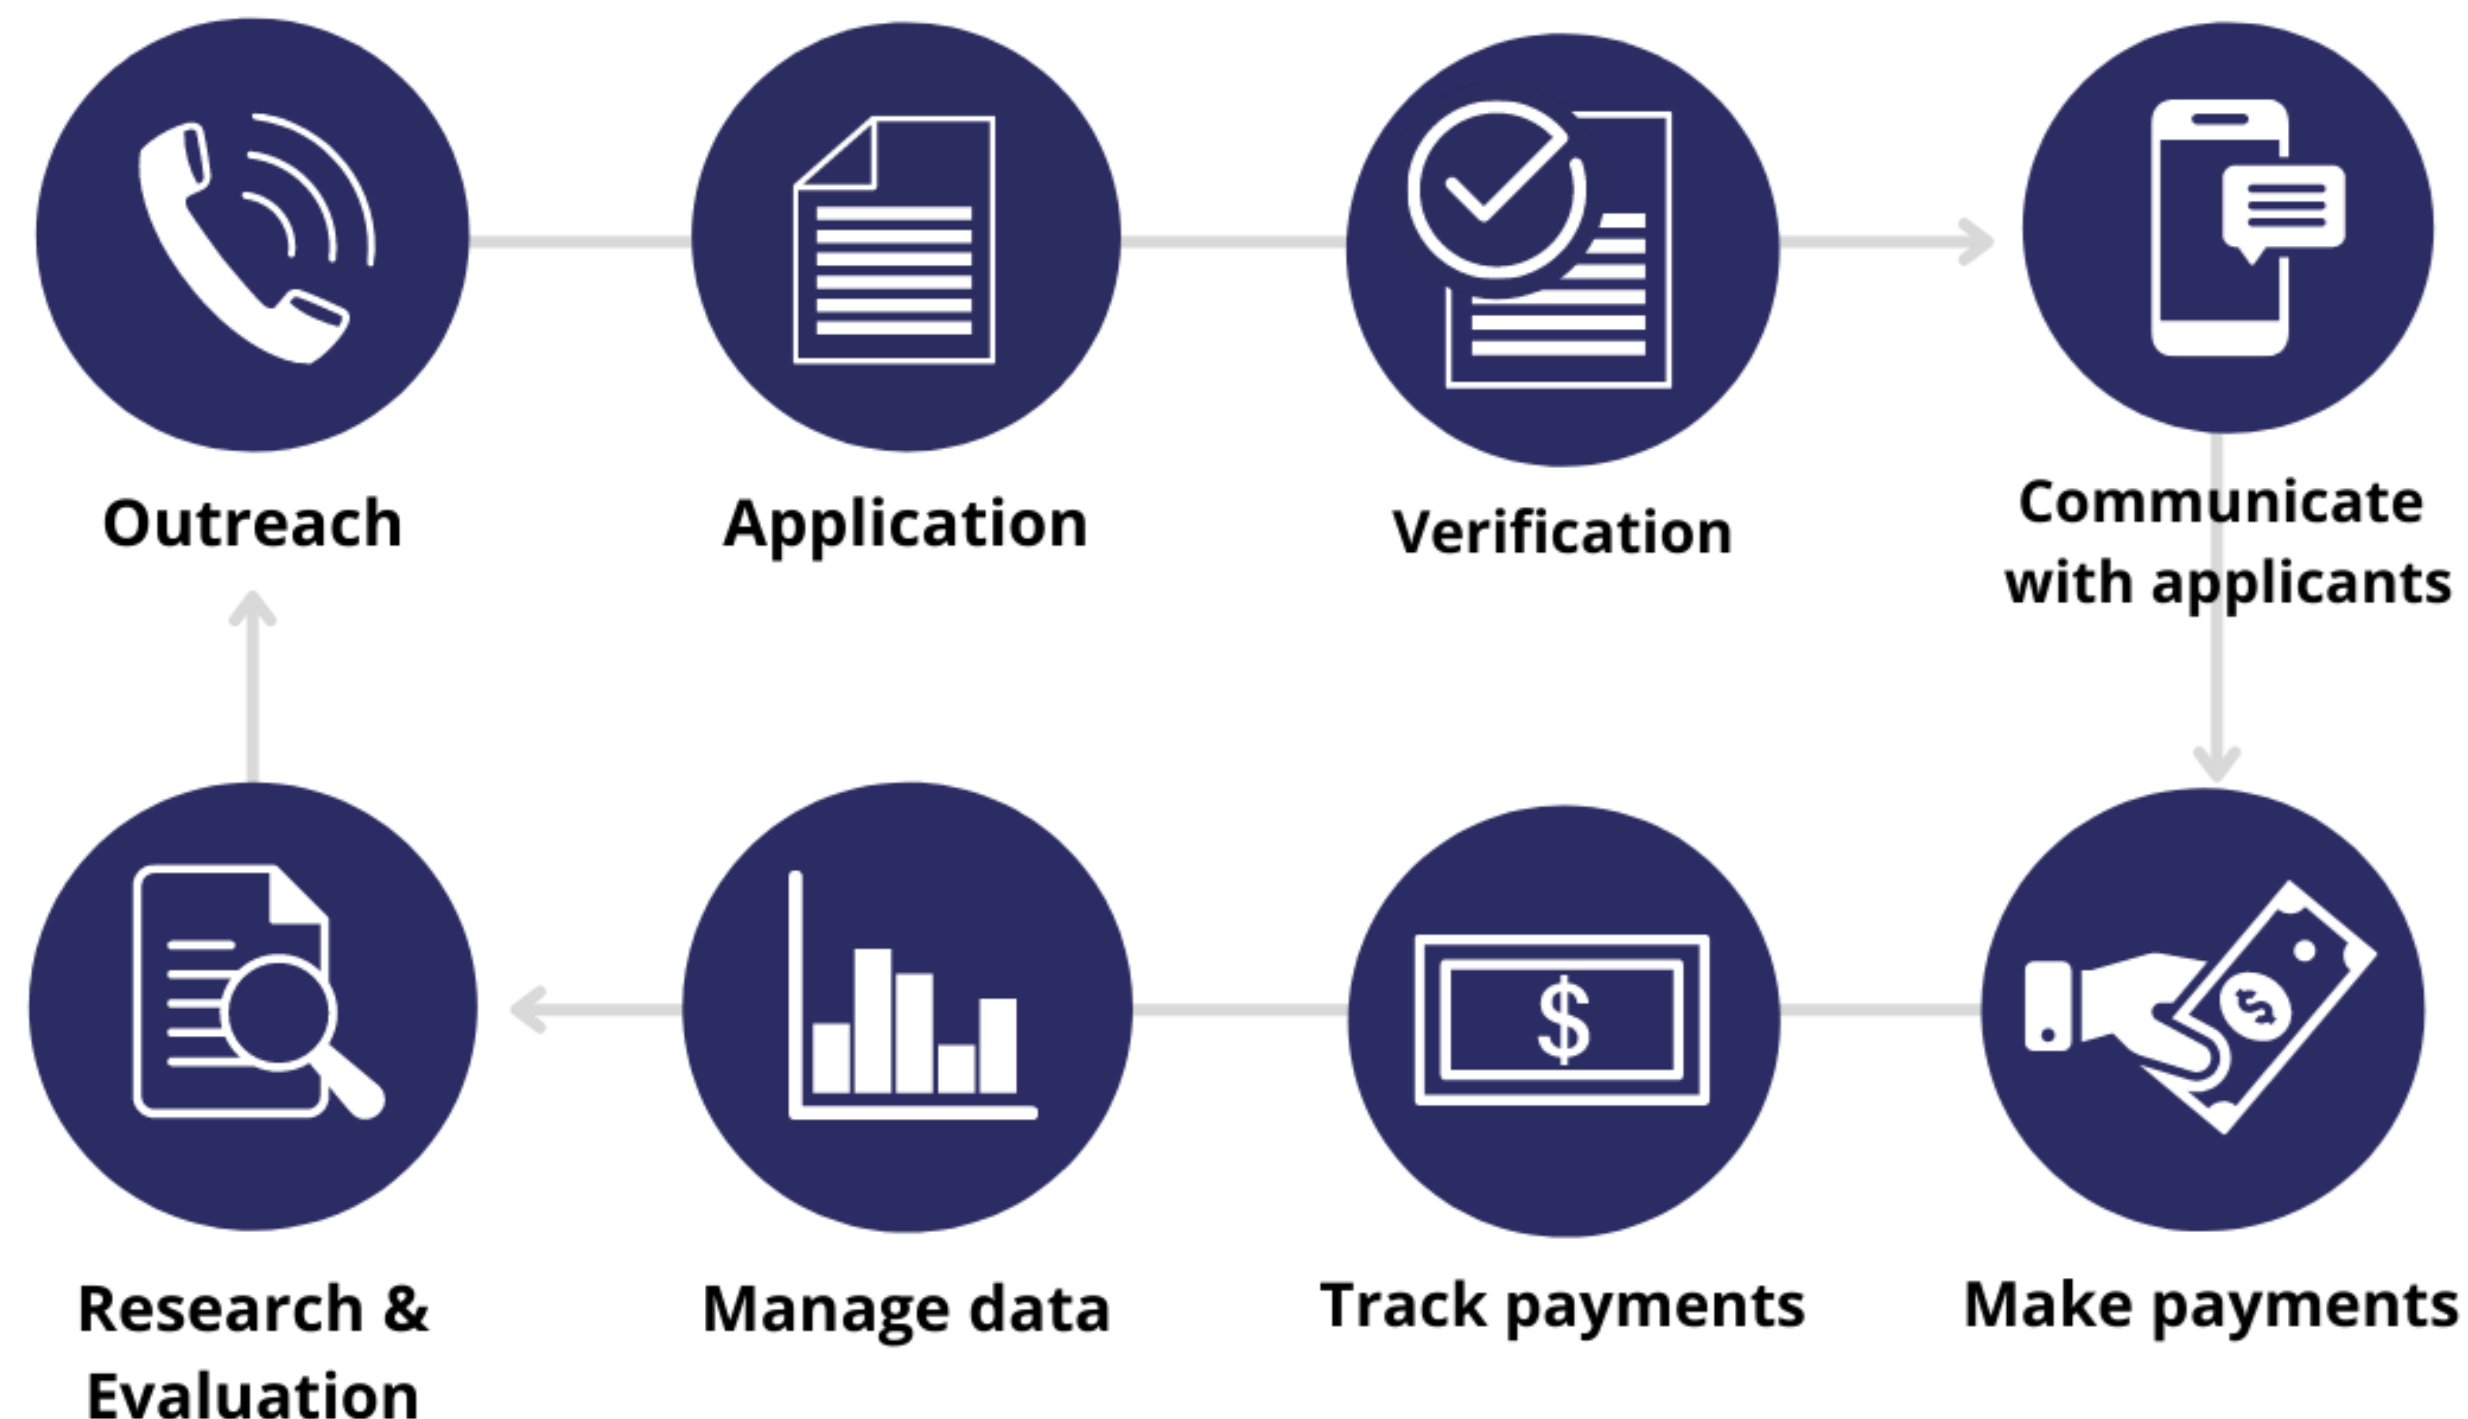 Outreach
Application
Verification
Communicate
with applicants
$
$
Research &
Evaluation
Manage data
Track payments
Make payments